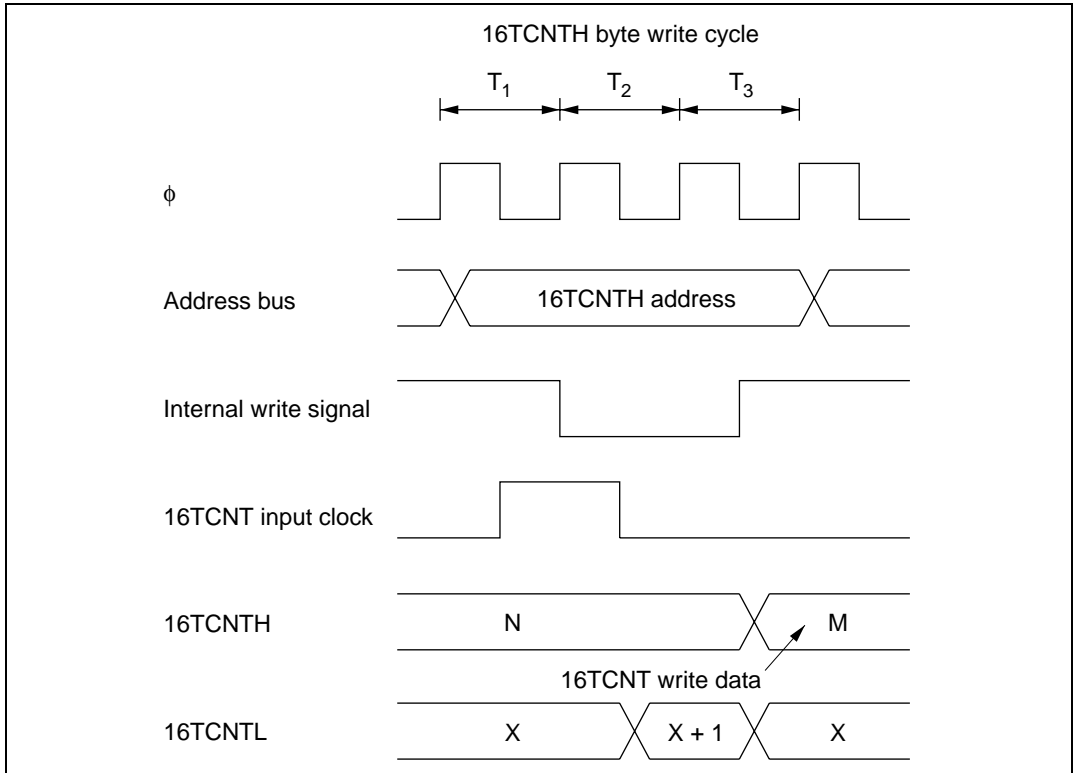 16TCNTH byte write cycle
T1 T2 T3
φ
Address bus
16TCNTH address
Internal write signal
16TCNT input clock
16TCNTH
N
M
16TCNT write data
16TCNTL
X
X + 1
X